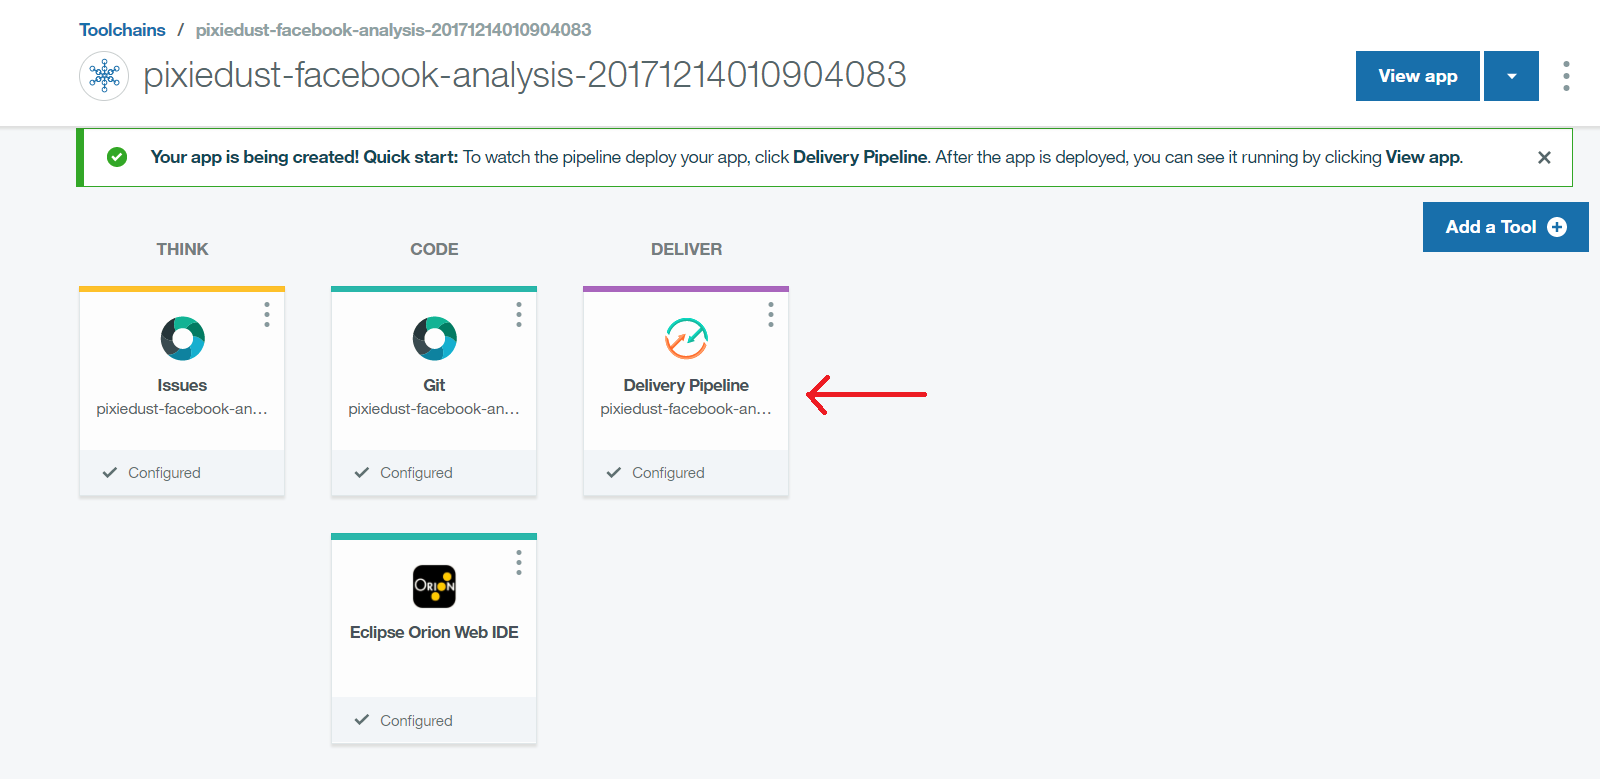 Toolchains / pixiedust-facebook-analysis-20171214010904083
pixiedust-facebook-analysis-20171214010904083
View app
Your app is being created! Quick start: To watch the pipeline deploy your app, click Delivery Pipeline. After the app is deployed, you can see it running by clicking View app.
Add a Tool
THINK
CODE
DELIVER
Issues
pixiedust-facebook-an...
Configured
Git
pixiedust-facebook-an...
Configured
Delivery Pipeline
pixiedust-facebook-an...
Configured
ORION
Eclipse Orion Web IDE
Configured